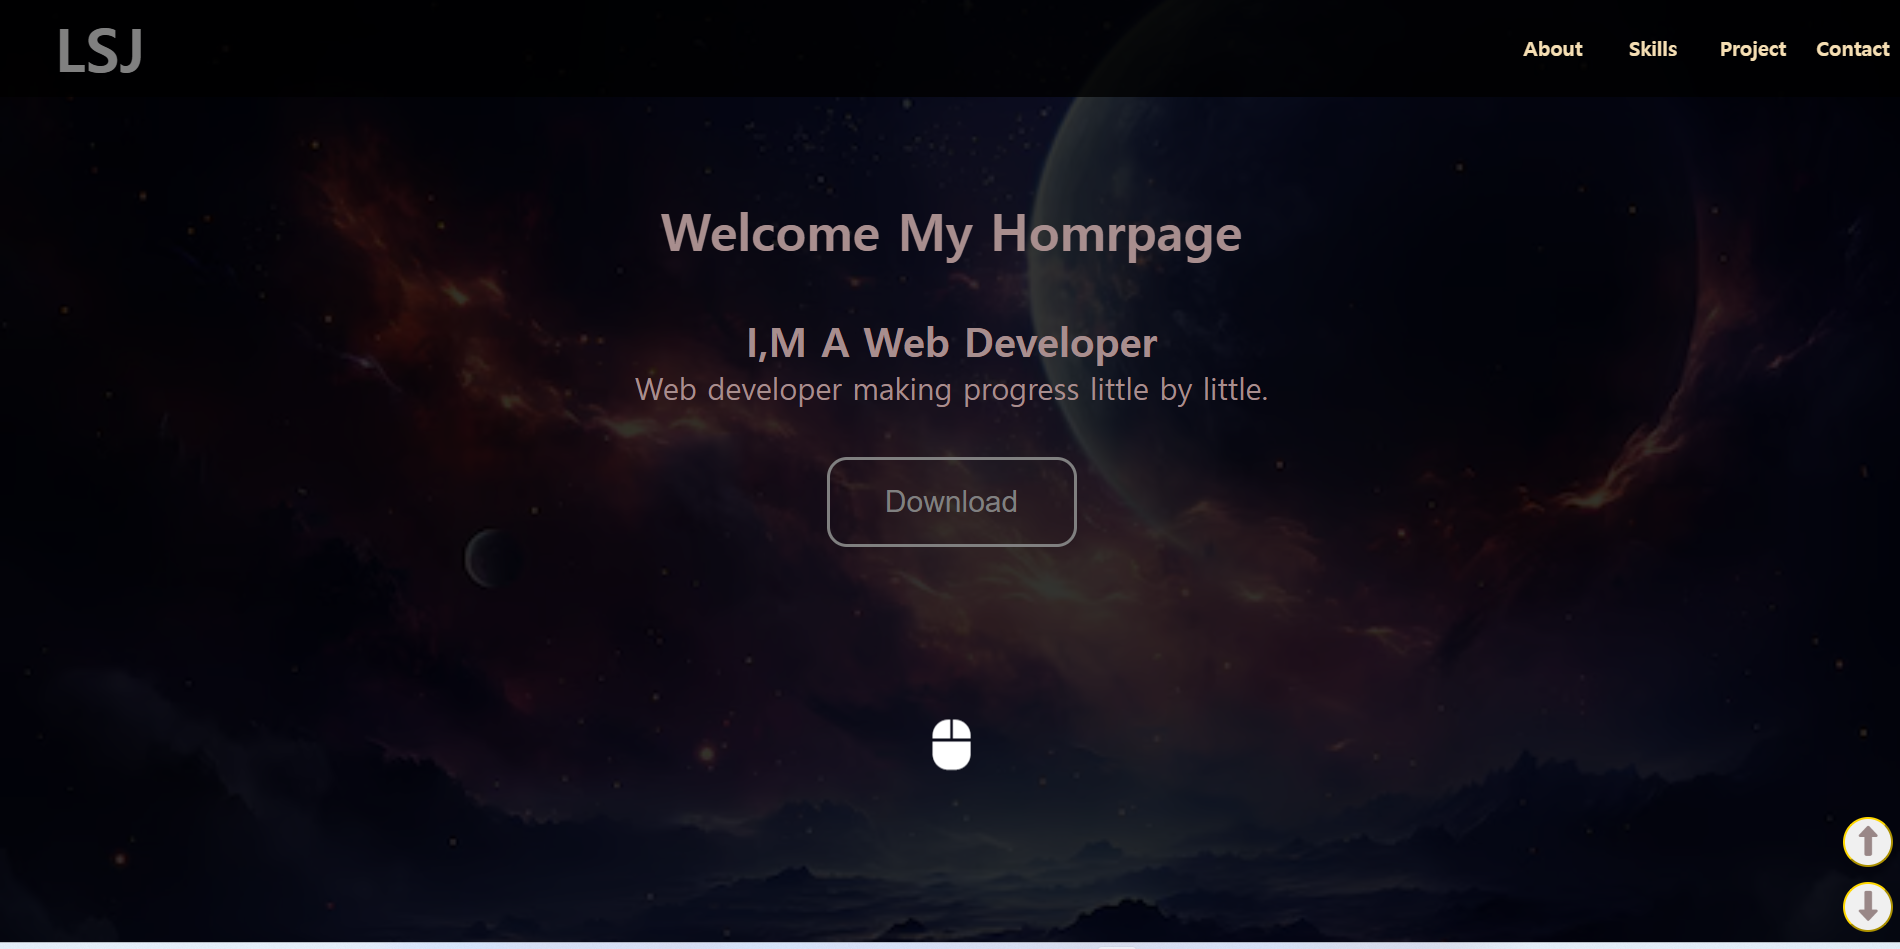 LSJ
About Skills Project Contact
Welcome My Homrpage
I,M A Web Developer
Web developer making progress little by little.
Download